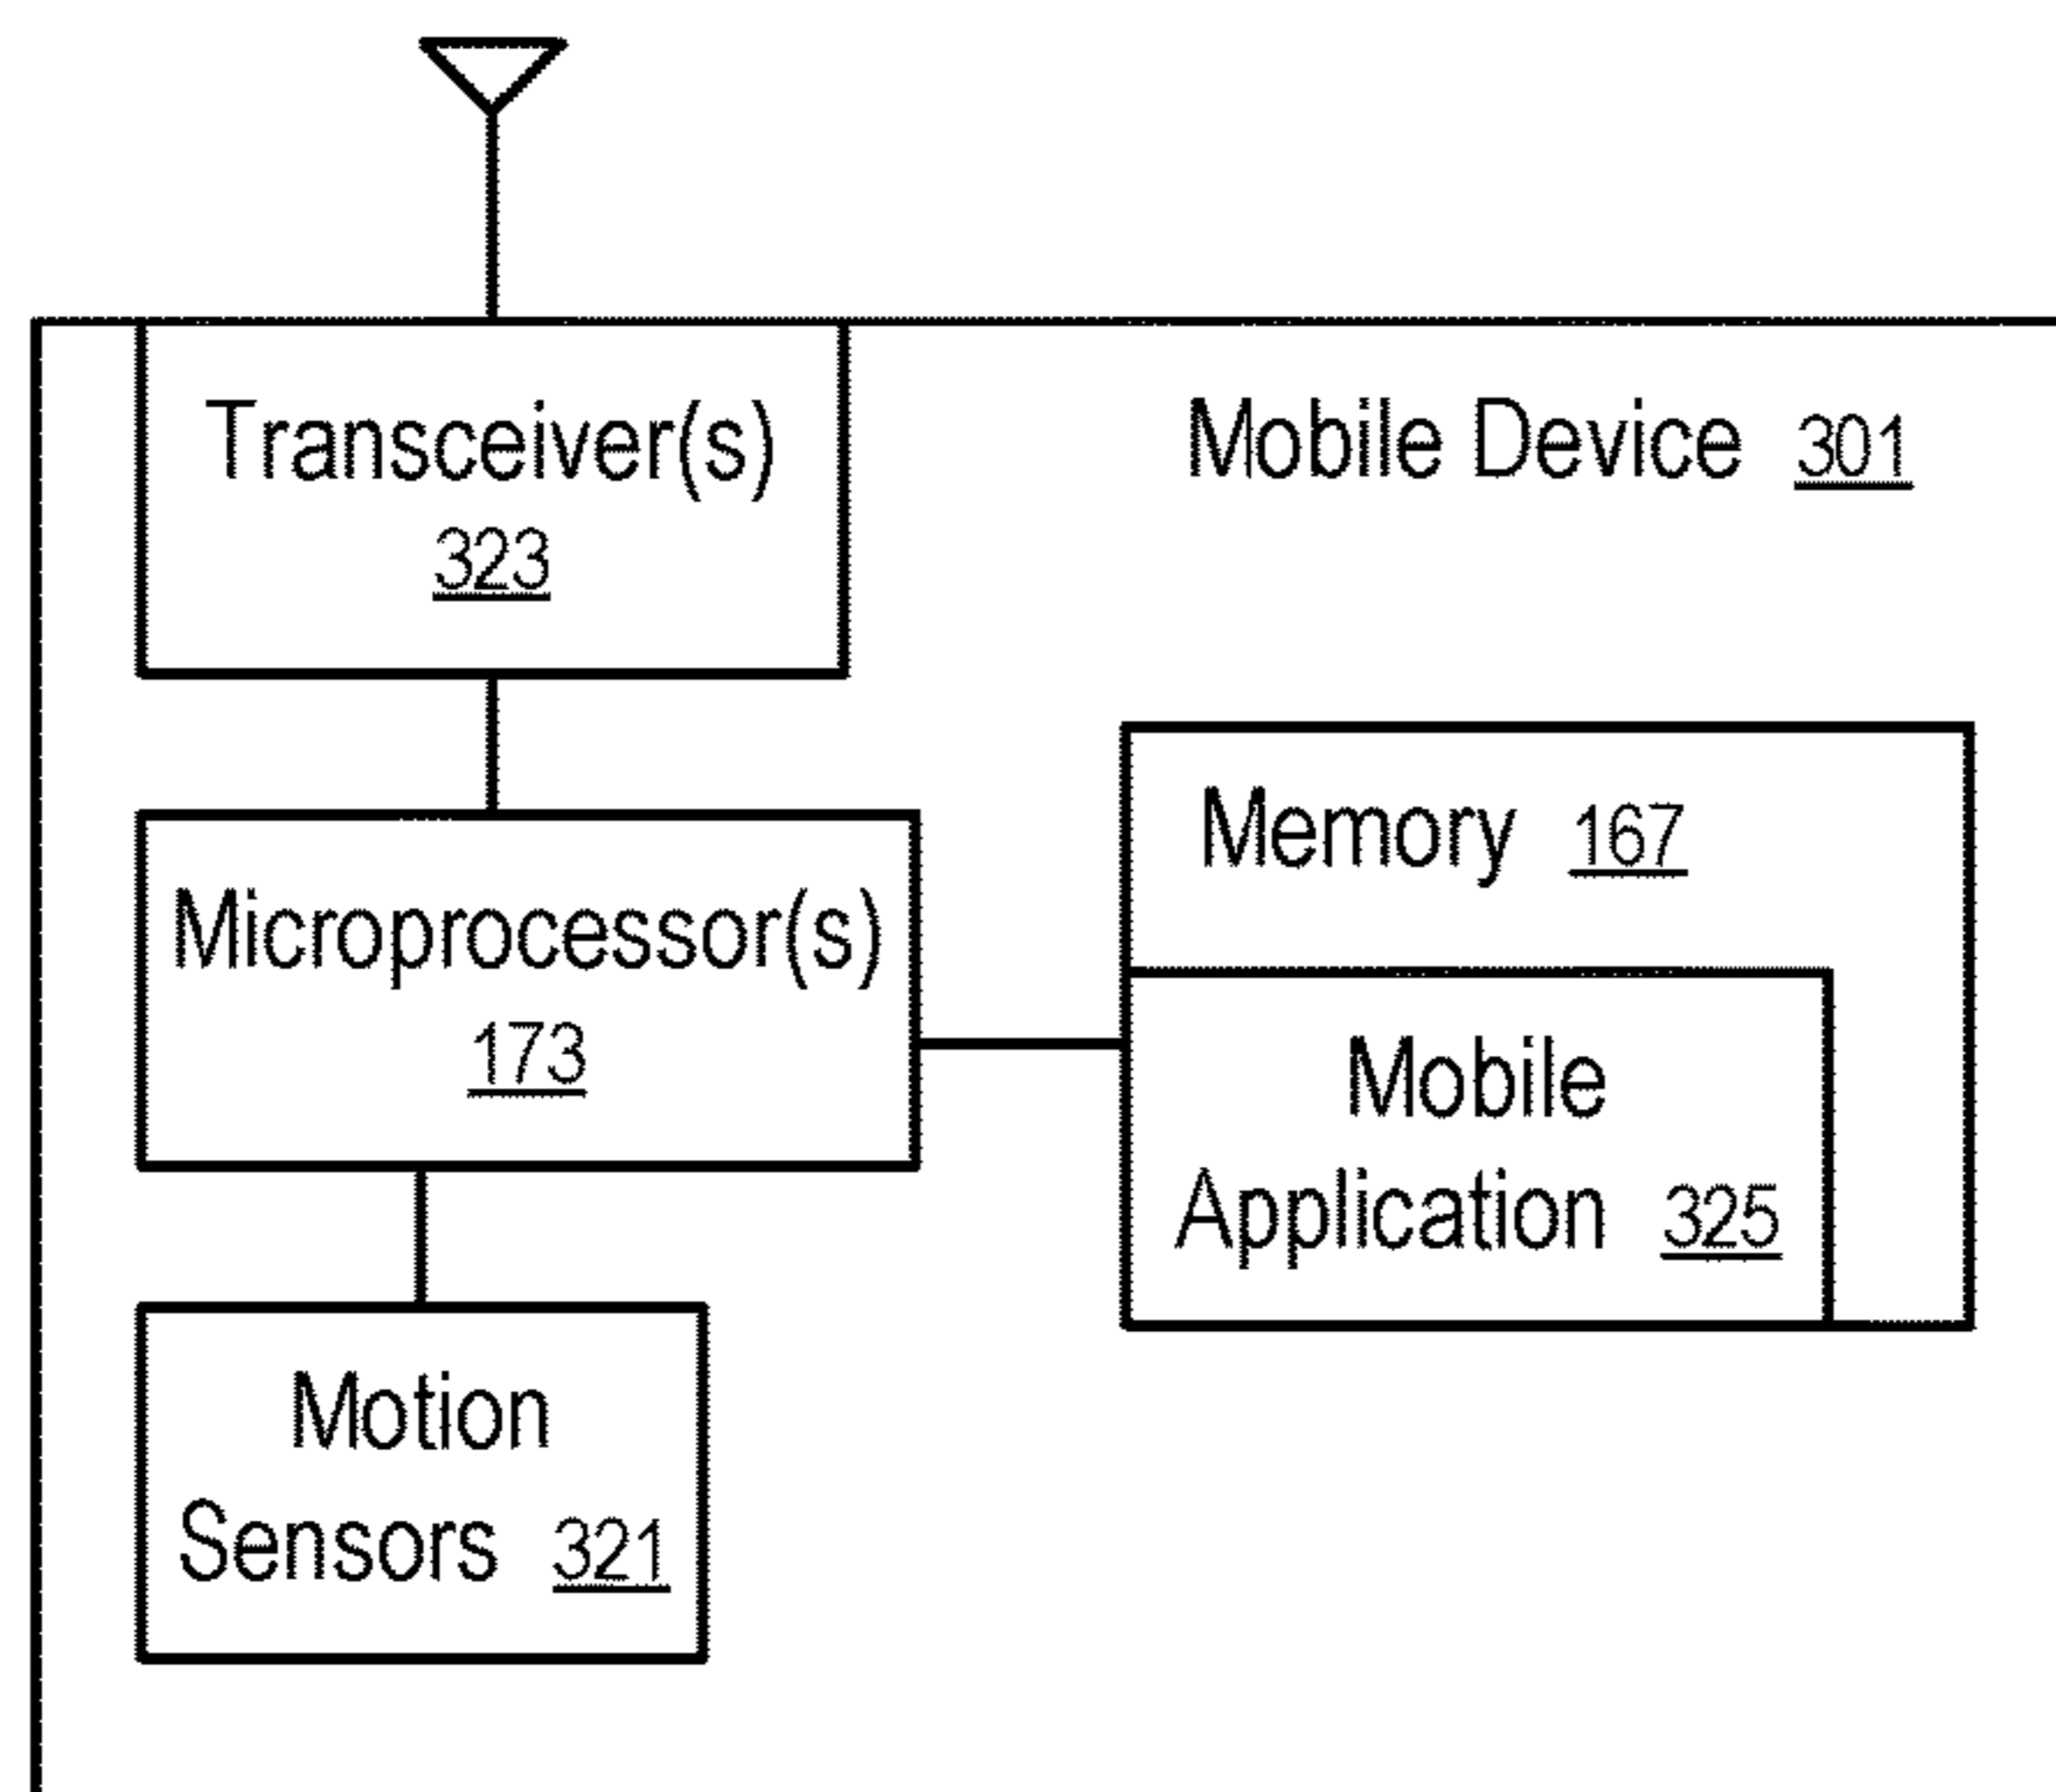 Transceiver(s)
323
Mobile Device 301
Memory 167
Microprocessor(s)
173
Mobile
Application 325
Motion
Sensors 321